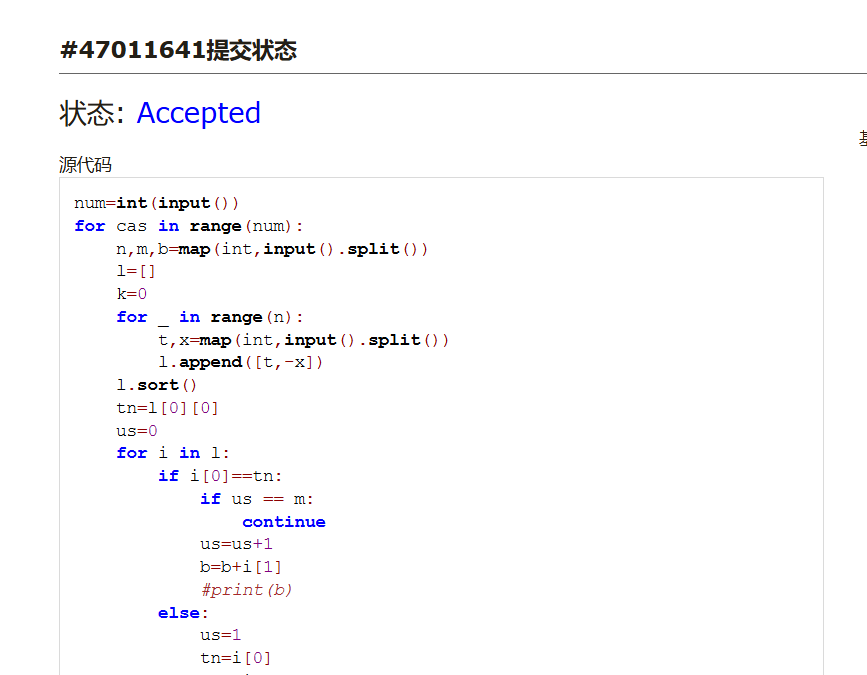 #47011641提交状态
状态: Accepted
源代码
num=int(input())
for cas in range(num):
    n,m,b=map(int,input().split())
    l=[]
    k=0
    for _ in range(n):
        t,x=map(int,input().split())
        l.append([t,-x])
    l.sort()
    tn=l[0][0]
    us=0
    for i in l:
        if i[0]==tn:
            if us == m:
                continue
            us=us+1
            b=b+i[1]
            #print(b)
        else:
            us=1
            tn=i[0]